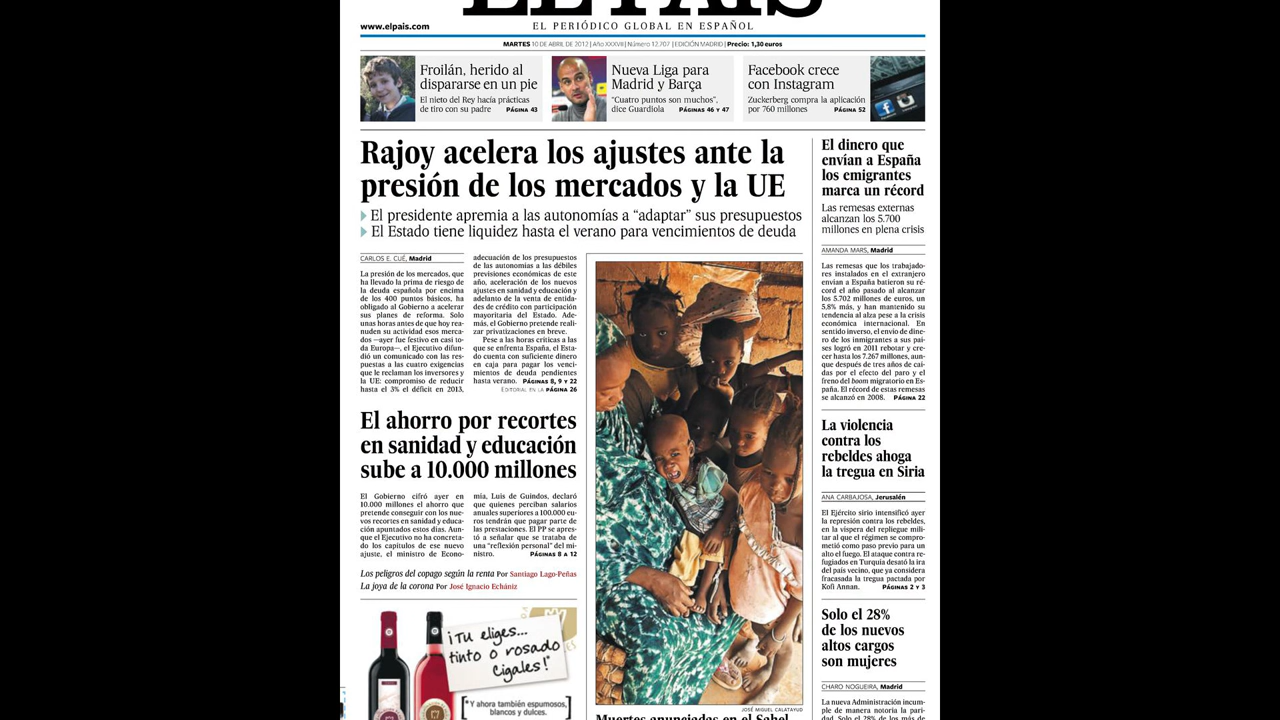 EL PAIS
www.elpais.com
EL PERIÓDICO GLOBAL EN ESPAÑOL
MARTES 10 DE ABRIL DE 2012 | Año XXXVII | Número 12.707 | EDICIÓN MADRID | Precio: 1,30 euros
Froilán, herido al
dispararse en un pie
El nieto del Rey hacía prácticas
de tiro con su padre PÁGINA 43
Nueva Liga para
Madrid y Barça
"Cuatro puntos son muchos",
dice Guardiola PÁGINAS 46 Y 47
Facebook crece
con Instagram
Zuckerberg compra la aplicación
por 760 millones PÁGINA 52
Rajoy acelera los ajustes ante la
presión de los mercados y la UE
El presidente apremia a las autonomías a "adaptar" sus presupuestos
El Estado tiene liquidez hasta el verano para vencimientos de deuda
CARLOS E. CUÉ, Madrid
La presión de los mercados, que
ha llevado la prima de riesgo de
la deuda española por encima
de los 400 puntos básicos, ha
obligado al Gobierno a acelerar
sus planes de reforma. Solo
unas horas antes de que hoy rea-
nuden su actividad esos merca-
dos —ayer fue festivo en casi to-
da Europa—, el Ejecutivo difun-
dió un comunicado con las res-
puestas a las cuatro exigencias
que le reclaman los inversores y
la UE: compromiso de reducir
hasta el 3% el déficit en 2013,
adecuación de los presupuestos
de las autonomías a las débiles
previsiones económicas de este
año, aceleración de los nuevos
ajustes en sanidad y educación y
adelanto de la venta de entida-
des de crédito con participación
mayoritaria del Estado. Ade-
más, el Gobierno pretende reali-
zar privatizaciones en breve.
Pese a las horas críticas a las
que se enfrenta España, el Esta-
do cuenta con suficiente dinero
en caja para pagar los venci-
mientos de deuda pendientes
hasta verano. PÁGINAS 8, 9 Y 22
EDITORIAL EN LA PÁGINA 26
El ahorro por recortes
en sanidad y educación
sube a 10.000 millones
El Gobierno cifró ayer en
10.000 millones el ahorro que
pretende conseguir con los nue-
vos recortes en sanidad y educa-
ción apuntados estos días. Aun-
que el Ejecutivo no ha concreta-
do los capítulos de ese nuevo
ajuste, el ministro de Econo-
mía, Luis de Guindos, declaró
que quienes perciban salarios
anuales superiores a 100.000 eu-
ros tendrán que pagar parte de
las prestaciones. El PP se apres-
tó a señalar que se trataba de
una "reflexión personal" del mi-
nistro. PÁGINAS 8 A 12
Los peligros del copago según la renta Por Santiago Lago-Peñas
La joya de la corona Por José Ignacio Echániz
¡TU eliges...
tinto o rosado
Cigales!"
*Y ahora también espumosos,
blancos y dulces.
JOSÉ MIGUEL CALATAYUD
Muertes anunciadas en el Sahel
El dinero que
envían a España
los emigrantes
marca un récord
Las remesas externas
alcanzan los 5.700
millones en plena crisis
AMANDA MARS, Madrid
Las remesas que los trabajado-
res instalados en el extranjero
envían a España batieron su ré-
cord el año pasado al alcanzar
los 5.702 millones de euros, un
5,8% más, y han mantenido su
tendencia al alza pese a la crisis
económica internacional. En
sentido inverso, el envío de dine-
ro de los inmigrantes a sus paí-
ses logró en 2011 rebotar y cre-
cer hasta los 7.267 millones, aun-
que después de tres años de caí-
das por el efecto del paro y el
freno del boom migratorio en Es-
paña. El récord de estas remesas
se alcanzó en 2008. PÁGINA 22
La violencia
contra los
rebeldes ahoga
la tregua en Siria
ANA CARBAJOSA, Jerusalén
El Ejército sirio intensificó ayer
la represión contra los rebeldes,
en la víspera del repliegue mili-
tar al que el régimen se compro-
metió como paso previo para un
alto el fuego. El ataque contra re-
fugiados en Turquía desató la ira
del país vecino, que ya considera
fracasada la tregua pactada por
Kofi Annan. PÁGINAS 2 Y 3
Solo el 28%
de los nuevos
altos cargos
son mujeres
CHARO NOGUEIRA, Madrid
La nueva Administración incum-
ple de manera notoria la pari-
dad. Solo el 28% de los más de